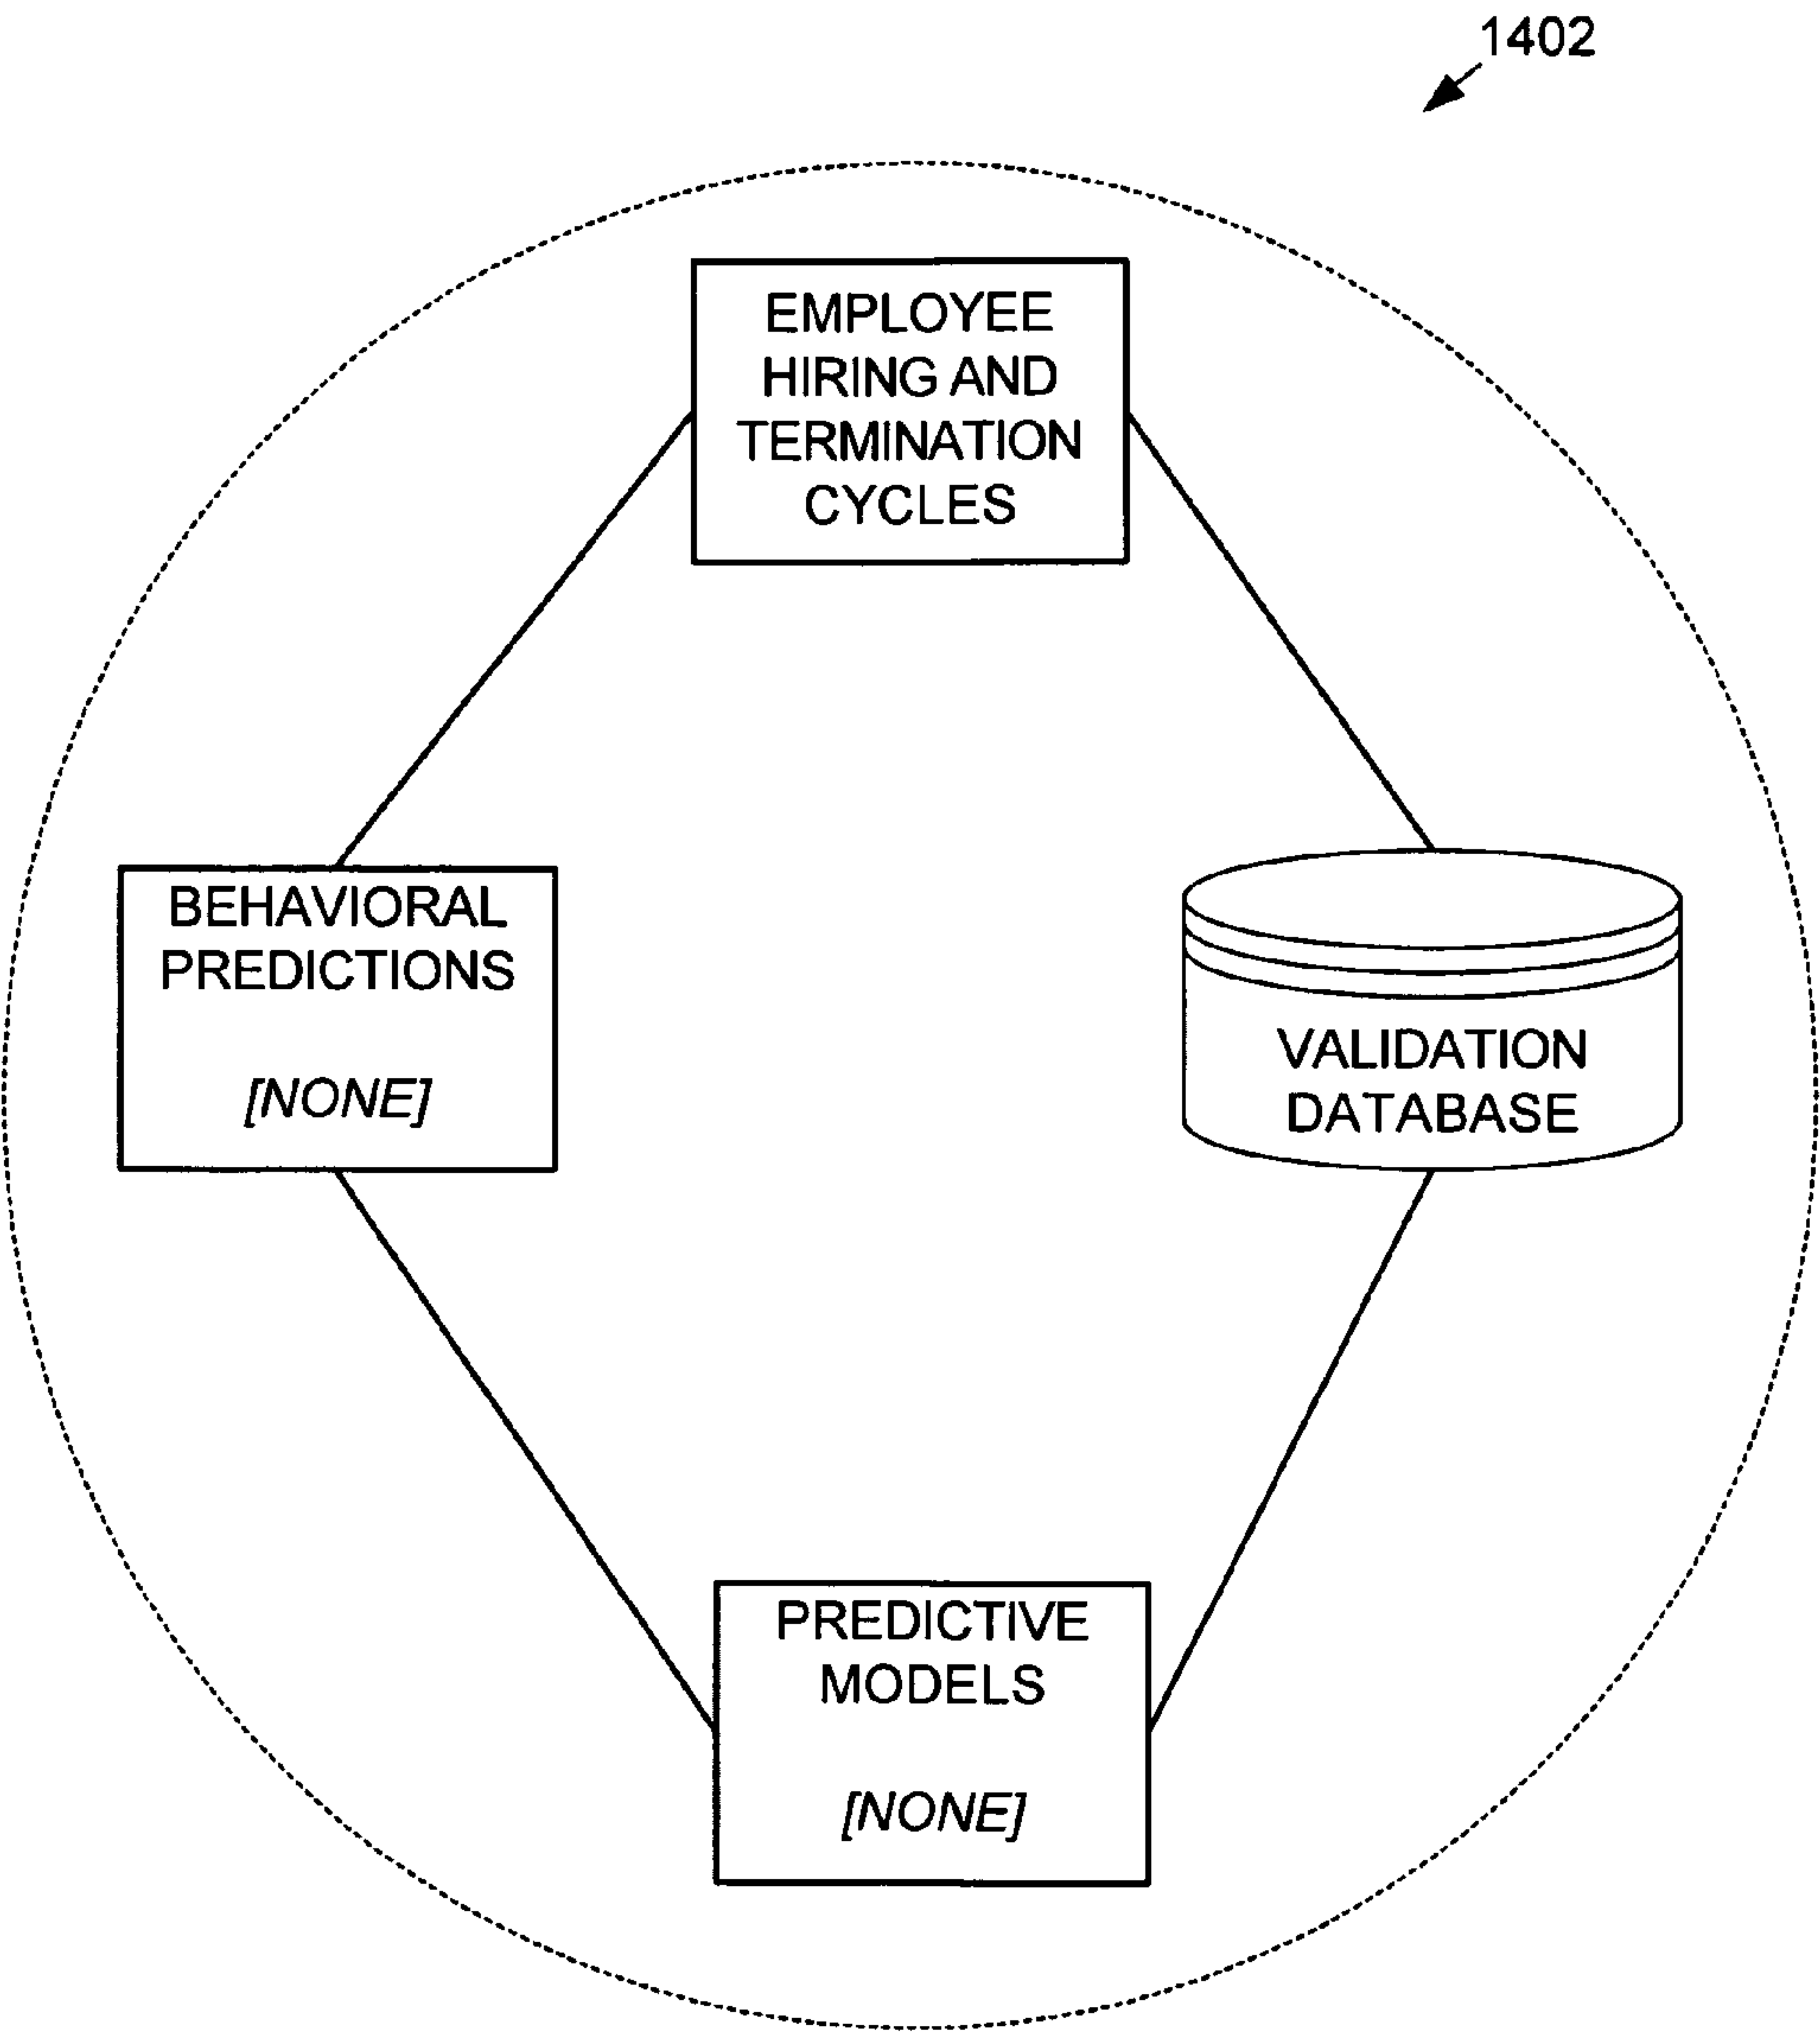 1402
EMPLOYEE
HIRING AND
TERMINATION
CYCLES
BEHAVIORAL
PREDICTIONS
[NONE]
VALIDATION
DATABASE
PREDICTIVE
MODELS
[NONE]